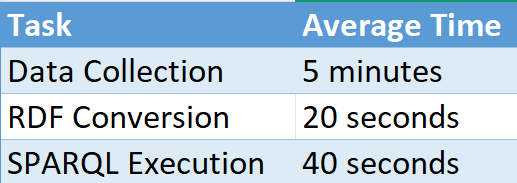 Task Average Time
Data Collection 5 minutes
RDF Conversion 20 seconds
SPARQL Execution 40 seconds